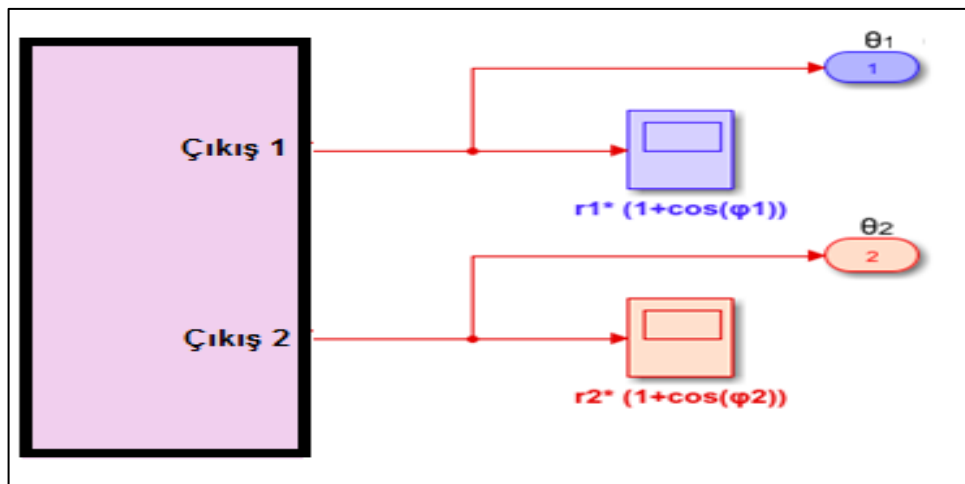 θ1
1
Çıkış 1
r1* (1+cos(φ1))
θ2
2
Çıkış 2
r2* (1+cos(φ2))